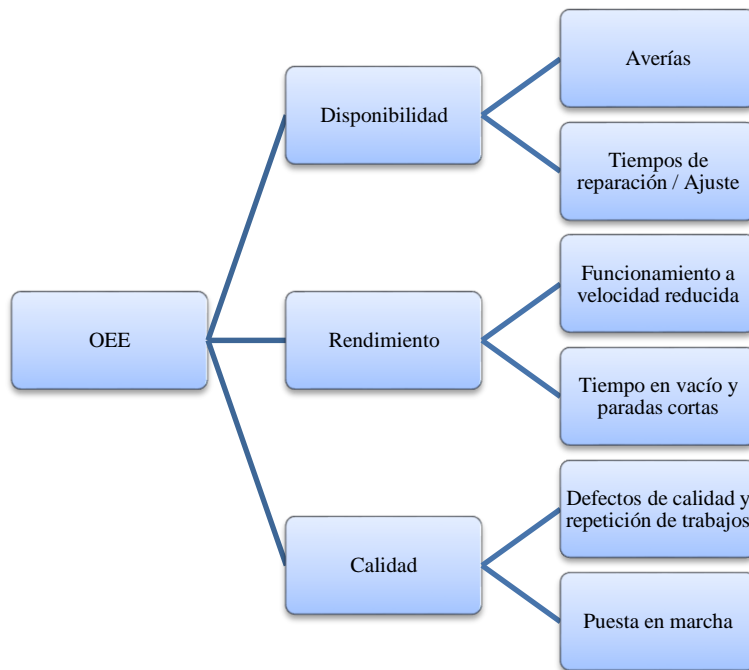 OEE
Disponibilidad
Averías
Tiempos de
reparación / Ajuste
Rendimiento
Funcionamiento a
velocidad reducida
Tiempo en vacío y
paradas cortas
Calidad
Defectos de calidad y
repetición de trabajos
Puesta en marcha